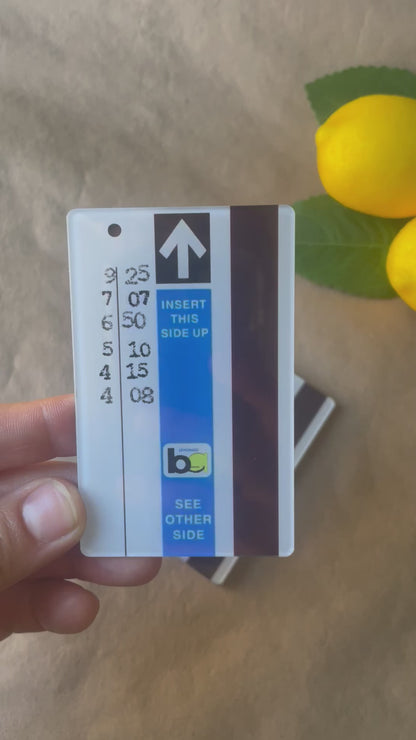 9 25
7 07
6 50
5 10
4 15
4 08
INSERT
THIS
SIDE UP
SEE
OTHER
SIDE